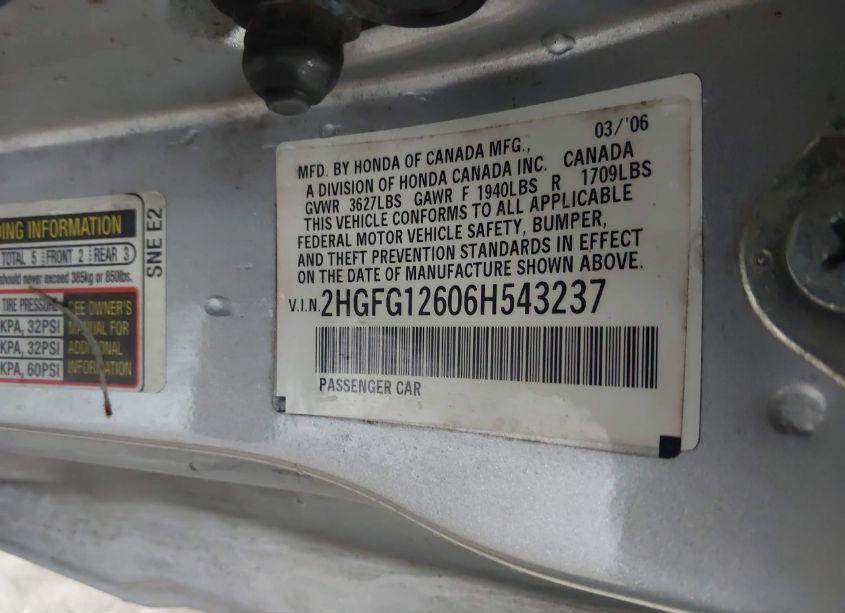 03/'06
MFD. BY HONDA OF CANADA MFG.,
A DIVISION OF HONDA CANADA INC. CANADA
GVWR 3627LBS GAWR F 1940LBS R 1709LBS
THIS VEHICLE CONFORMS TO ALL APPLICABLE
FEDERAL MOTOR VEHICLE SAFETY, BUMPER,
AND THEFT PREVENTION STANDARDS IN EFFECT
ON THE DATE OF MANUFACTURE SHOWN ABOVE.
V.I.N. 2HGFG12606H543237
PASSENGER CAR
INFORMATION
TOTAL 5 FRONT 2 REAR 3
should never exceed 385kg or 850lbs.
TIRE PRESSURE
KPA, 32PSI
KPA, 32PSI
KPA, 60PSI
SEE OWNER'S
MANUAL FOR
ADDITIONAL
INFORMATION
SNE E2